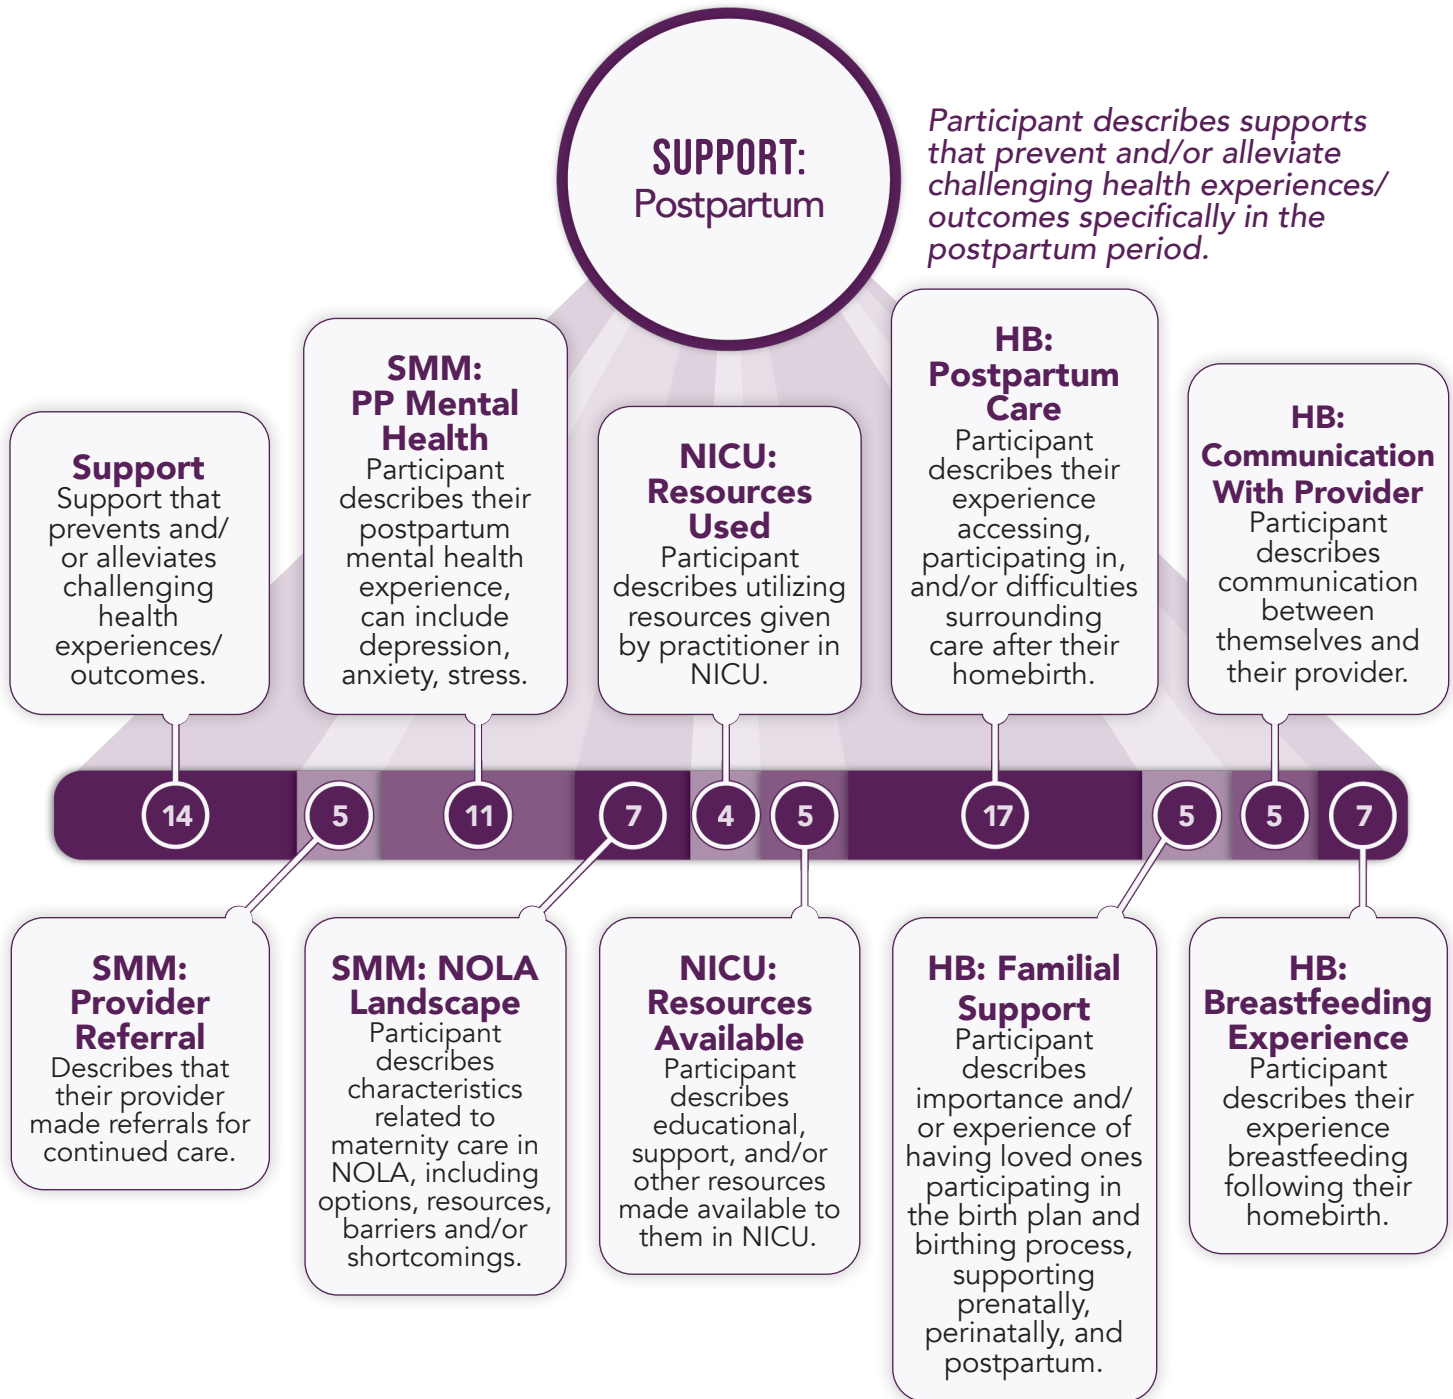 SUPPORT:
Postpartum
Participant describes supports
that prevent and/or alleviate
challenging health experiences/
outcomes specifically in the
postpartum period.
Support
Support that
prevents and/
or alleviates
challenging
health
experiences/
outcomes.
SMM:
PP Mental
Health
Participant
describes their
postpartum
mental health
experience,
can include
depression,
anxiety, stress.
NICU:
Resources
Used
Participant
describes utilizing
resources given
by practitioner in
NICU.
HB:
Postpartum
Care
Participant
describes their
experience
accessing,
participating in,
and/or difficulties
surrounding
care after their
homebirth.
HB:
Communication
With Provider
Participant
describes
communication
between
themselves and
their provider.
14
5
11
7
4
5
17
5
5
7
SMM:
Provider
Referral
Describes that
their provider
made referrals for
continued care.
SMM: NOLA
Landscape
Participant
describes
characteristics
related to
maternity care in
NOLA, including
options, resources,
barriers and/or
shortcomings.
NICU:
Resources
Available
Participant
describes
educational,
support, and/or
other resources
made available to
them in NICU.
HB: Familial
Support
Participant
describes
importance and/
or experience of
having loved ones
participating in
the birth plan and
birthing process,
supporting
prenatally,
perinatally, and
postpartum.
HB:
Breastfeeding
Experience
Participant
describes their
experience
breastfeeding
following their
homebirth.